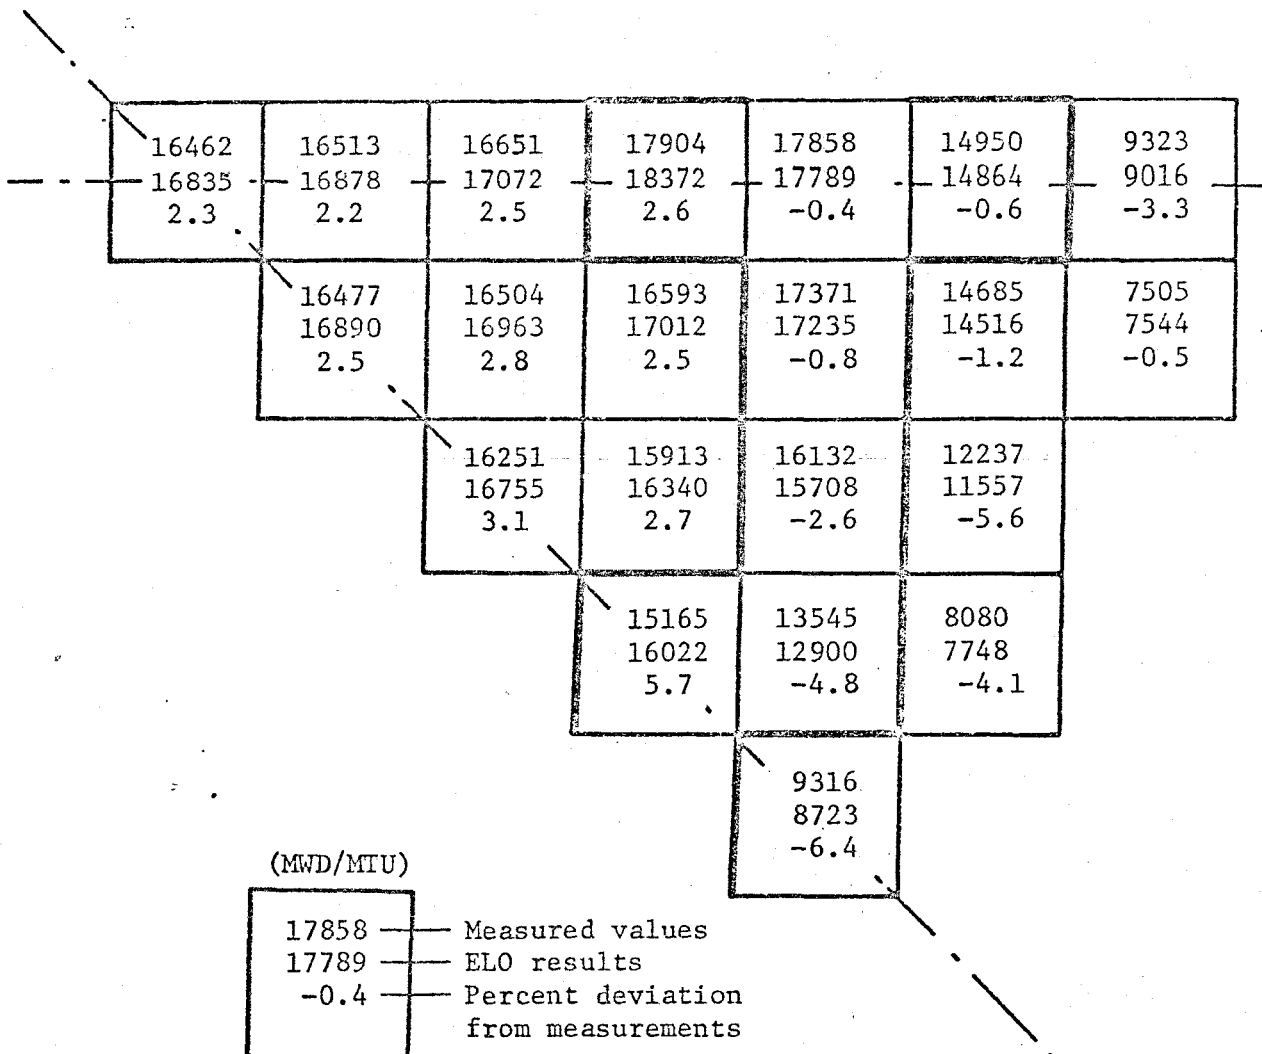 16462 16513 16651 17904 17858 14950 9323
16835 16878 17072 18372 17789 14864 9016
2.3 2.2 2.5 2.6 -0.4 -0.6 -3.3
16477 16504 16593 17371 14685 7505
16890 16963 17012 17235 14516 7544
2.5 2.8 2.5 -0.8 -1.2 -0.5
16251 15913 16132 12237
16755 16340 15708 11557
3.1 2.7 -2.6 -5.6
15165 13545 8080
16022 12900 7748
5.7 -4.8 -4.1
9316
8723
-6.4
(MWD/MTU)
17858 Measured values
17789 ELO results
-0.4 Percent deviation
from measurements